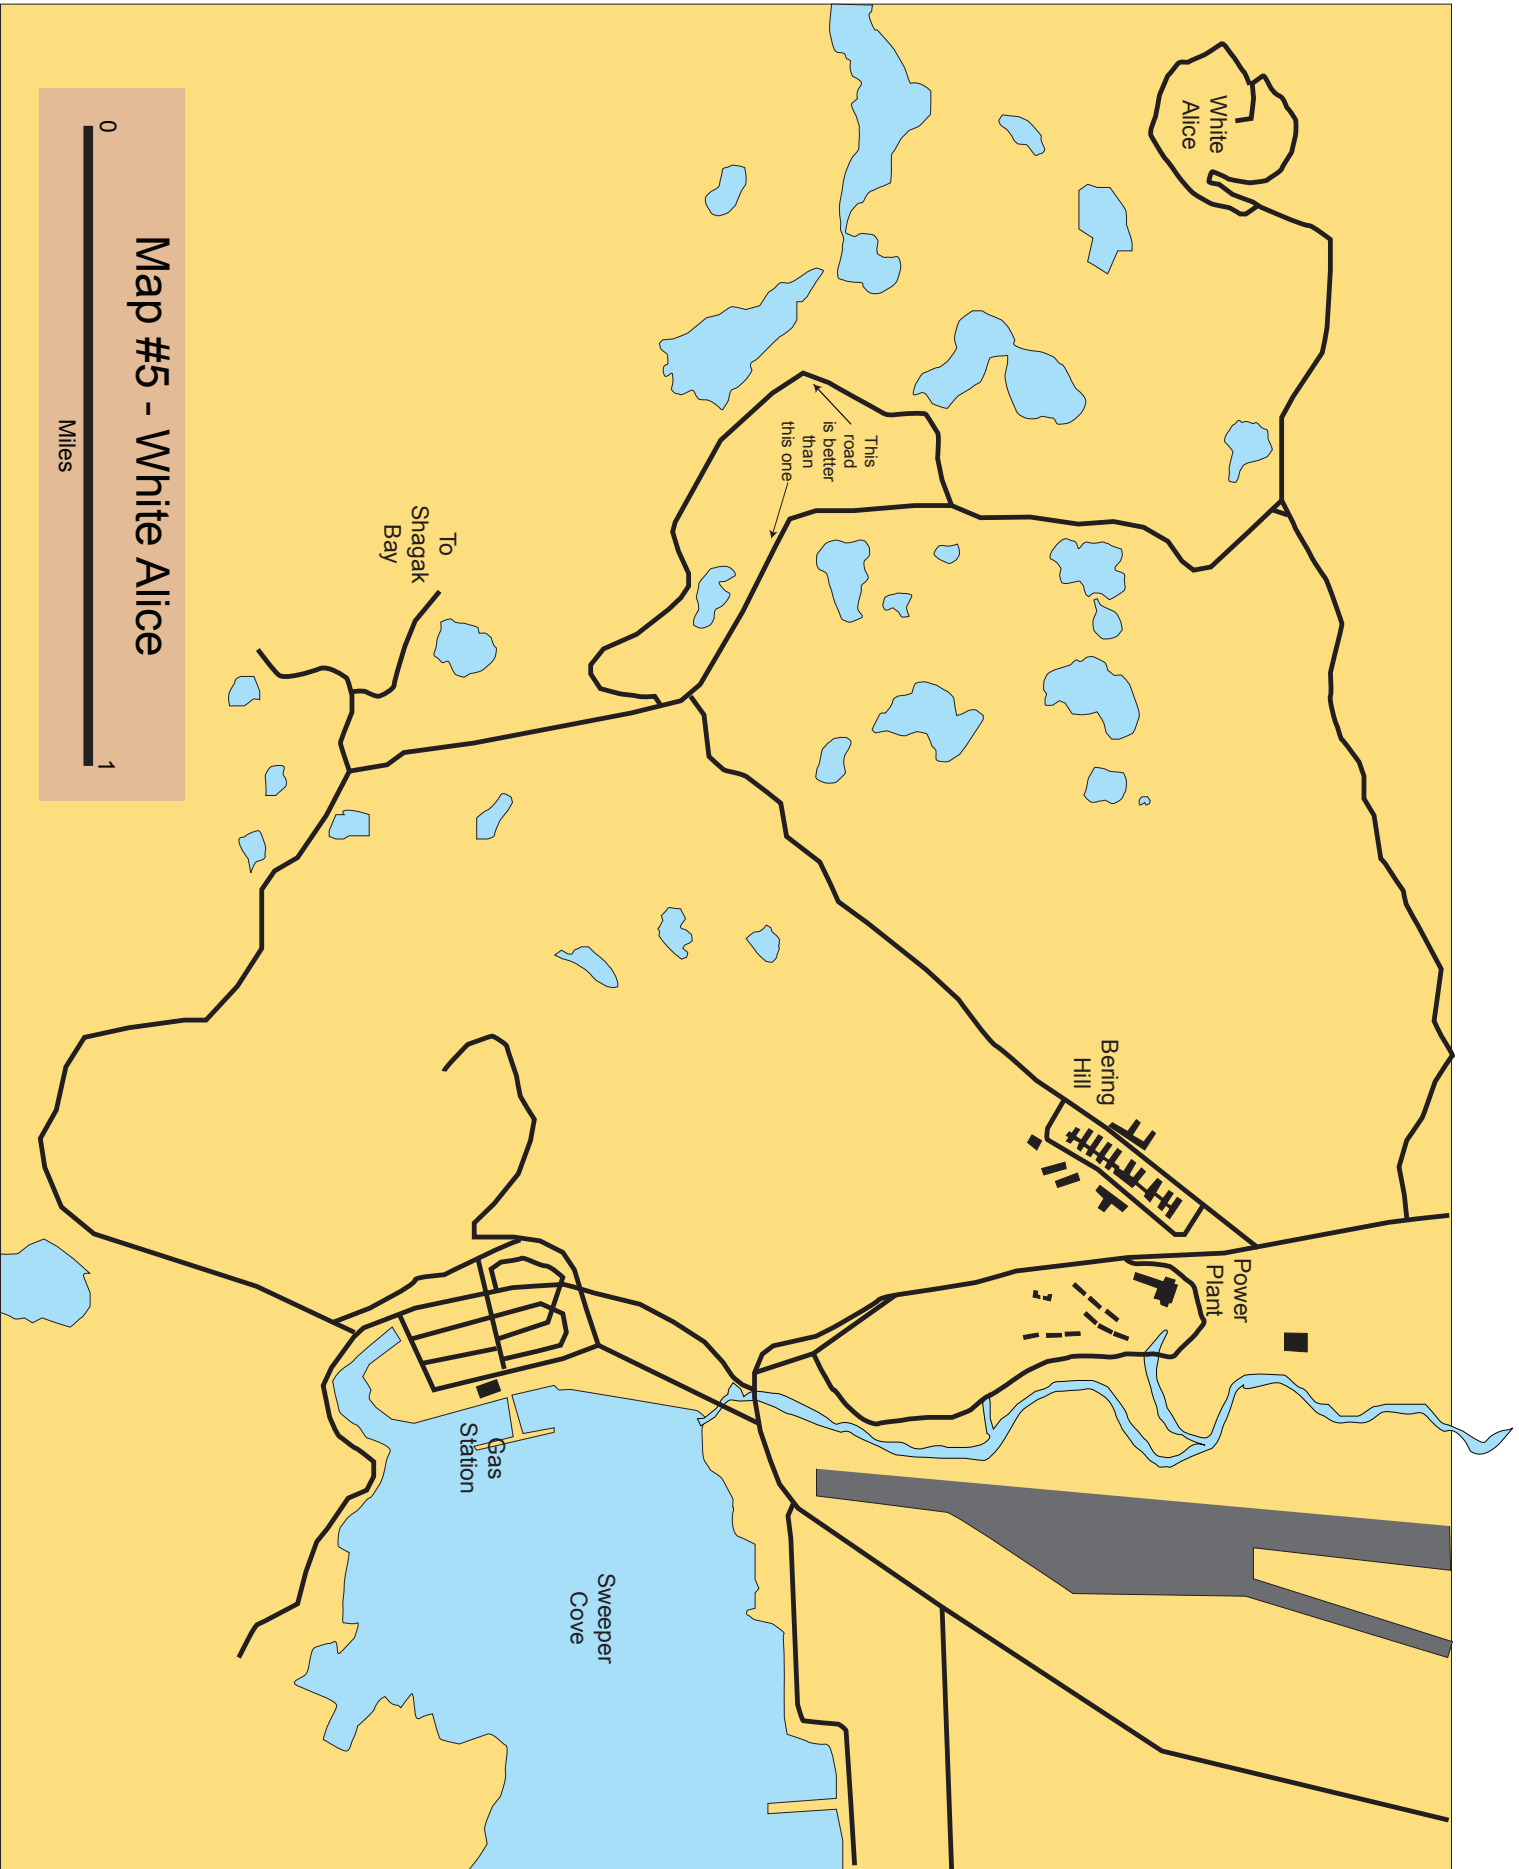 White
Alice
This
road
is better
than
this one
To
Shagak
Bay
Bering
Hill
Power
Plant
Gas
Station
Sweeper
Cove
Map #5 - White Alice
0
1
Miles